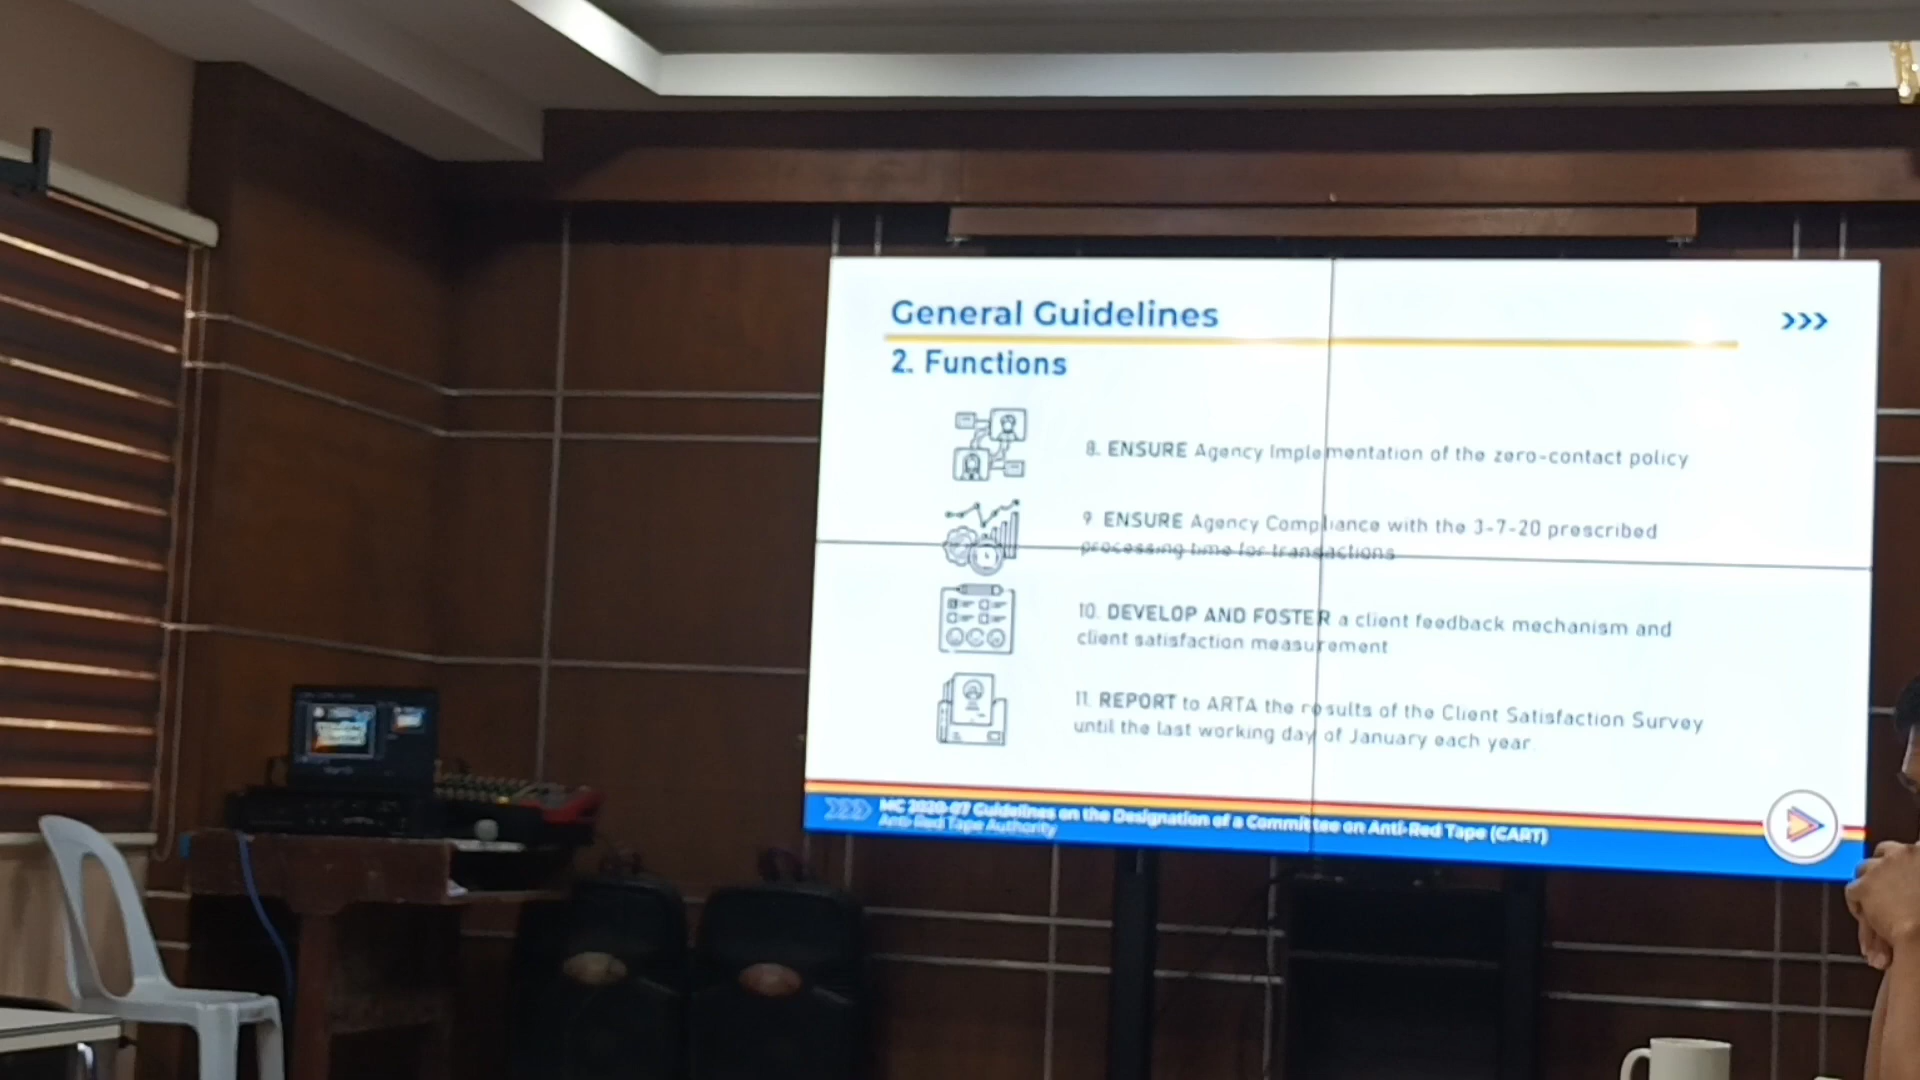 General Guidelines
2. Functions
8. ENSURE Agency Implementation of the zero-contact policy
9 ENSURE Agency Compliance with the 3-7-20 prescribed
processing time for transactions
10. DEVELOP AND FOSTER a client feedback mechanism and
client satisfaction measurement
11. REPORT to ARTA the results of the Client Satisfaction Survey
until the last working day of January each year.
MC 2020-07 Guidelines on the Designation of a Committee on Anti-Red Tape (CART)
Anti-Red Tape Authority